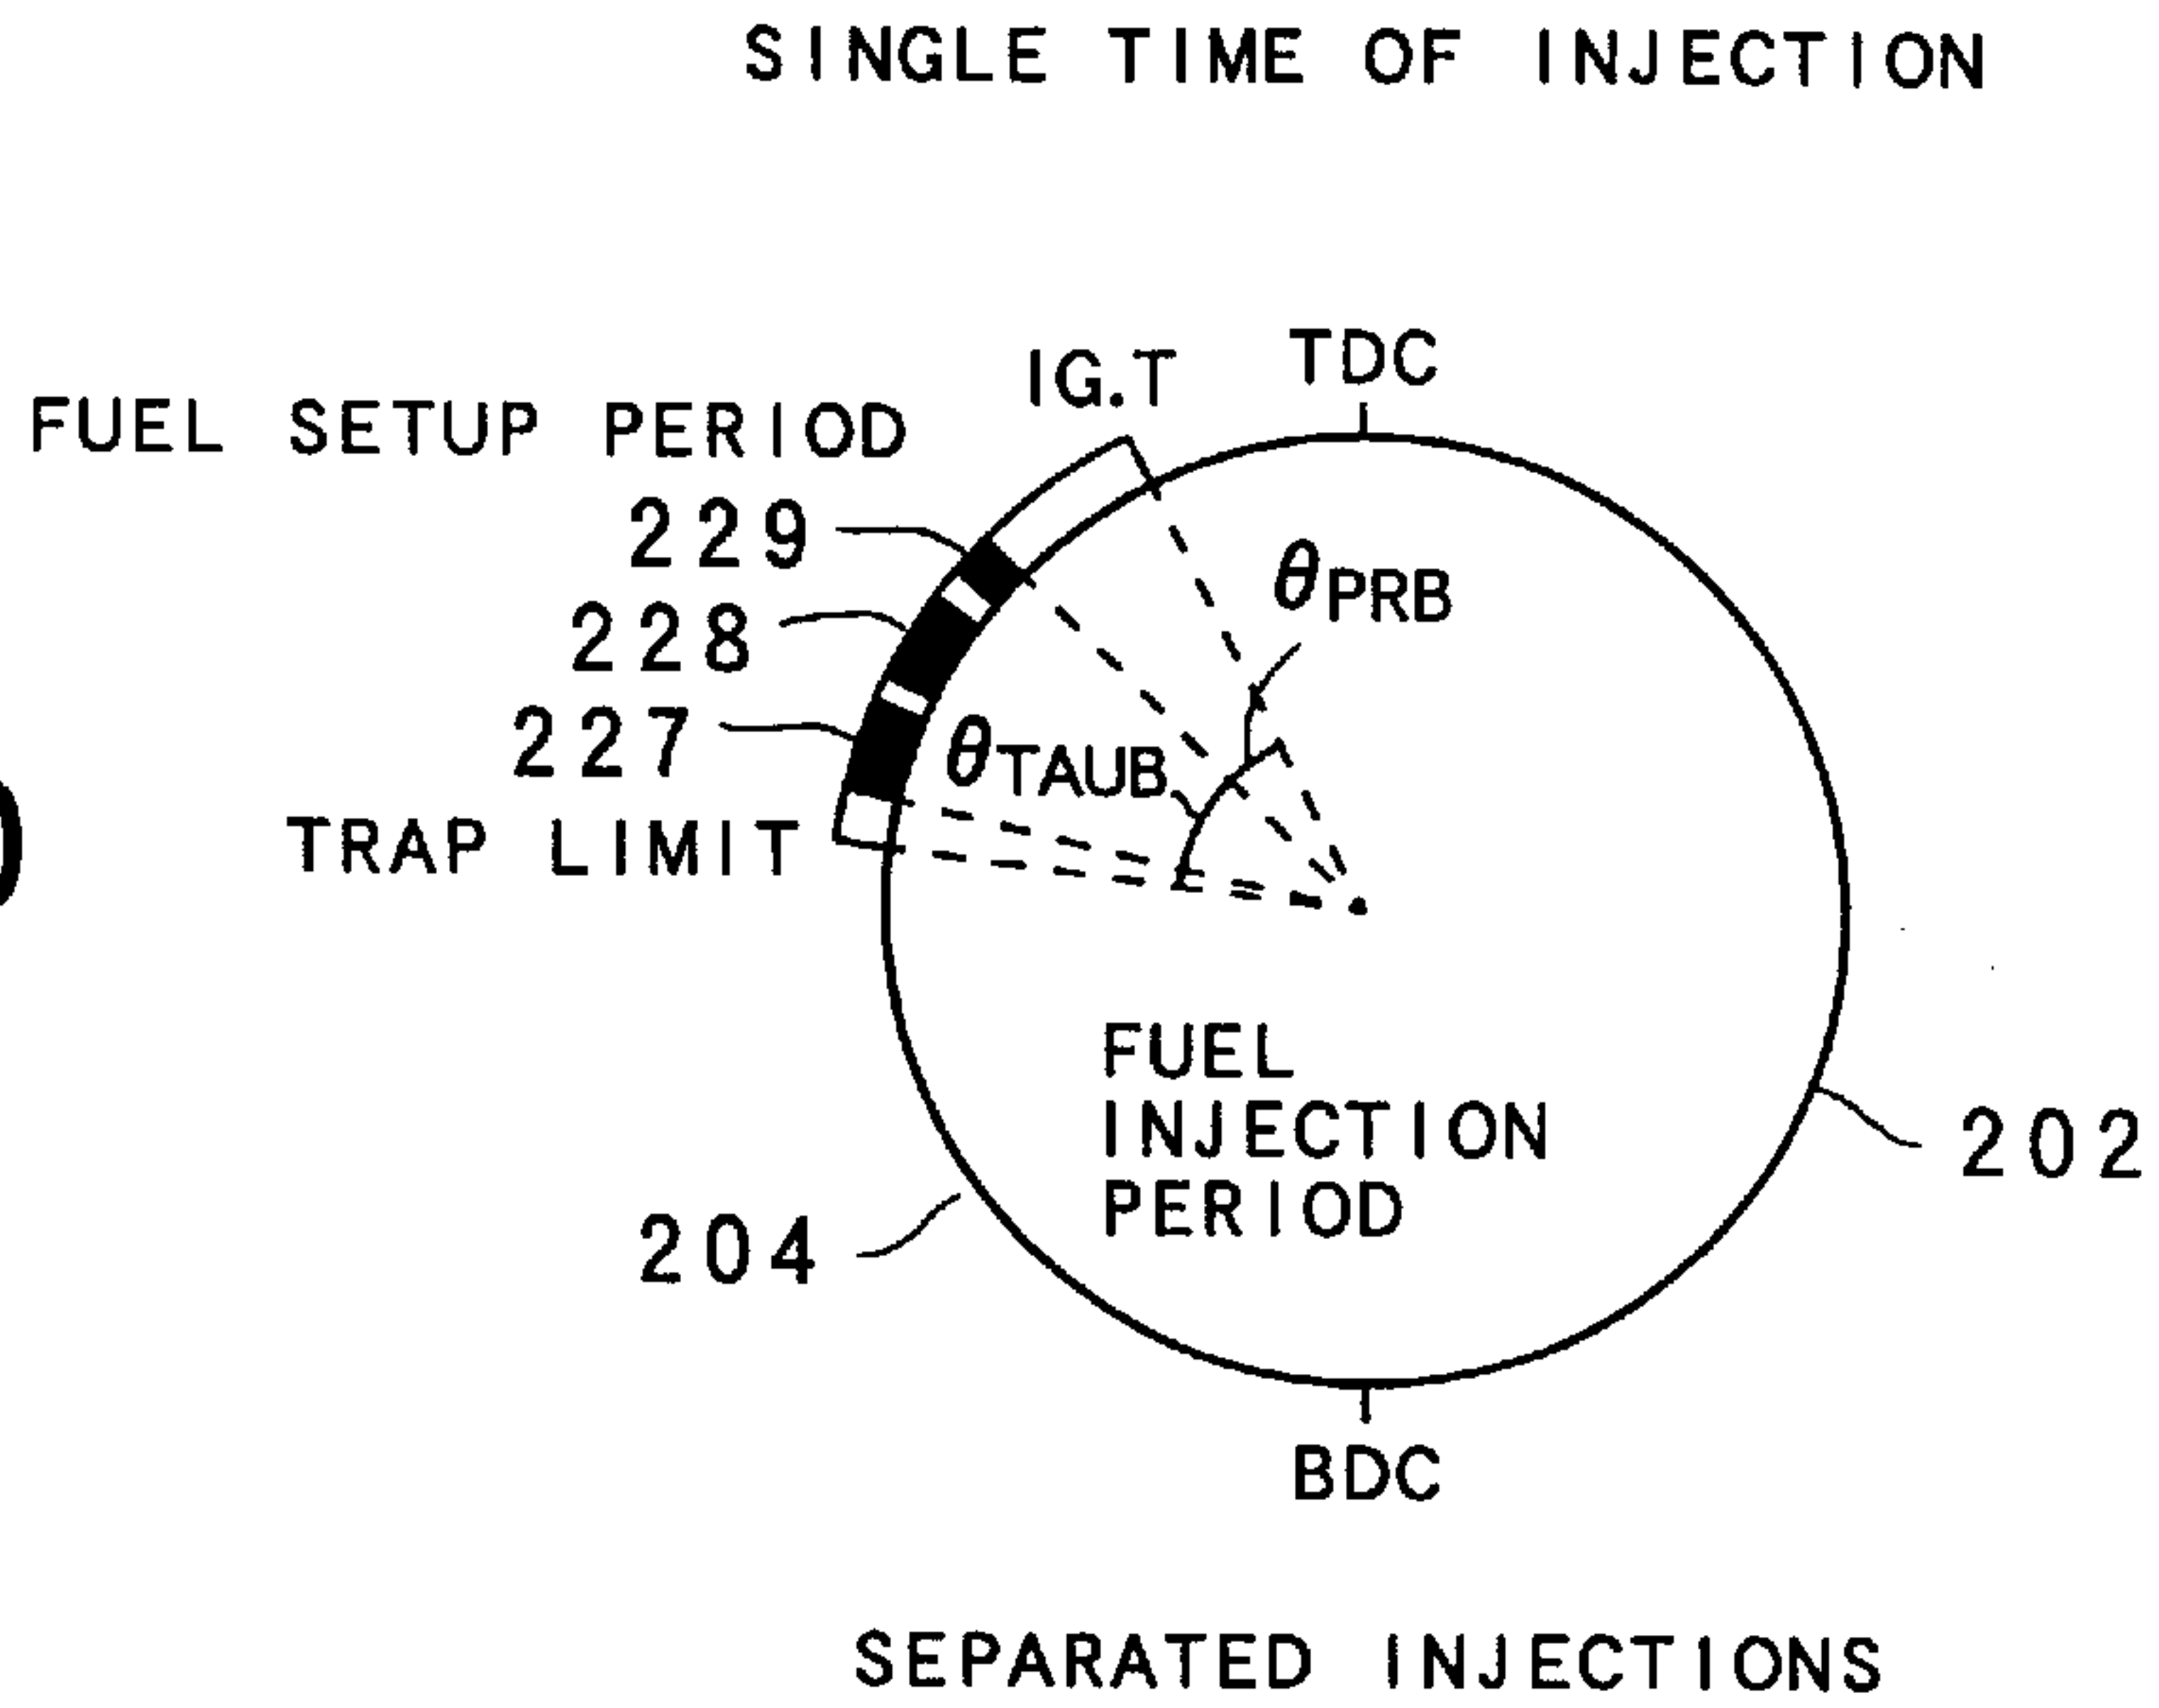 SINGLE TIME OF INJECTION
IG.T
TDC
FUEL SETUP PERIOD
229
θPRB
228
227
θTAUB
TRAP LIMIT
FUEL
INJECTION
PERIOD
202
204
BDC
SEPARATED INJECTIONS